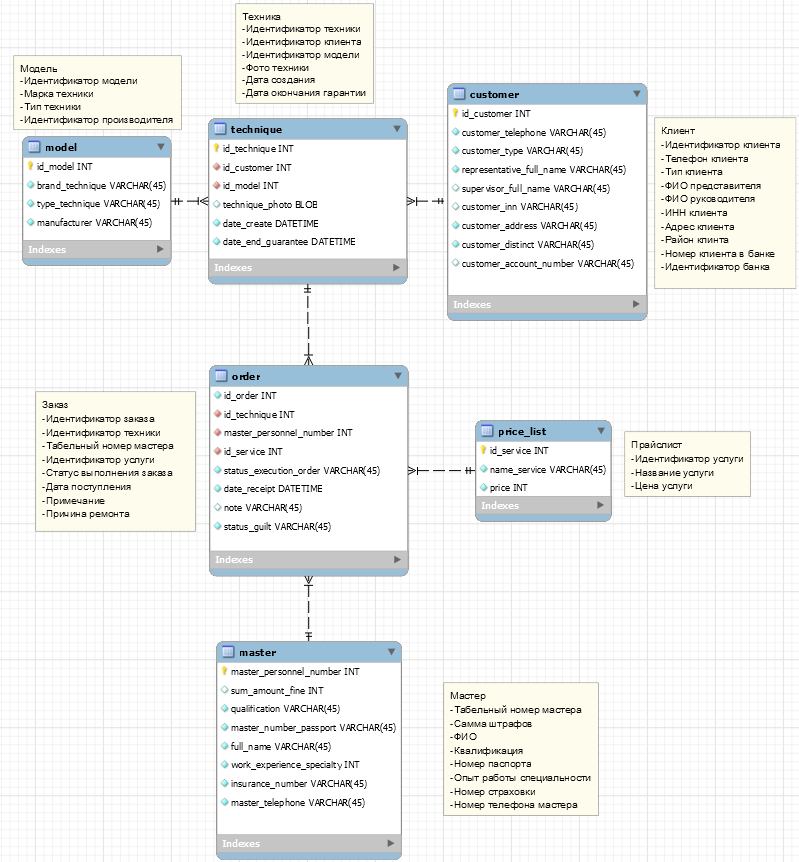 Техника
-Идентификатор техники
-Идентификатор клиента
-Идентификатор модели
-Фото техники
-Дата создания
-Дата окончания гарантии
Модель
-Идентификатор модели
-Марка техники
-Тип техники
-Идентификатор производителя
model
id_model INT
brand_technique VARCHAR(45)
type_technique VARCHAR(45)
manufacturer VARCHAR(45)
Indexes
technique
id_technique INT
id_customer INT
id_model INT
technique_photo BLOB
date_create DATETIME
date_end_guarantee DATETIME
Indexes
customer
id_customer INT
customer_telephone VARCHAR(45)
customer_type VARCHAR(45)
representative_full_name VARCHAR(45)
supervisor_full_name VARCHAR(45)
customer_inn VARCHAR(45)
customer_address VARCHAR(45)
customer_distinct VARCHAR(45)
customer_account_number VARCHAR(45)
Indexes
Клиент
-Идентификатор клиента
-Телефон клиента
-Тип клиента
-ФИО представителя
-ФИО руководителя
-ИНН клиента
-Адрес клиента
-Район клинта
-Номер клиента в банке
-Идентификатор банка
Заказ
-Идентификатор заказа
-Идентификатор техники
-Табельный номер мастера
-Идентификатор услуги
-Статус выполнения заказа
-Дата поступления
-Примечание
-Причина ремонта
order
id_order INT
id_technique INT
master_personnel_number INT
id_service INT
status_execution_order VARCHAR(45)
date_receipt DATETIME
note VARCHAR(45)
status_guilt VARCHAR(45)
Indexes
price_list
id_service INT
name_service VARCHAR(45)
price INT
Indexes
Прайслист
-Идентификатор услуги
-Название услуги
-Цена услуги
master
master_personnel_number INT
sum_amount_fine INT
qualification VARCHAR(45)
master_number_passport VARCHAR(45)
full_name VARCHAR(45)
work_experience_specialty INT
insurance_number VARCHAR(45)
master_telephone VARCHAR(45)
Indexes
Мастер
-Табельный номер мастера
-Самма штрафов
-ФИО
-Квалификация
-Номер паспорта
-Опыт работы специальности
-Номер страховки
-Номер телефона мастера